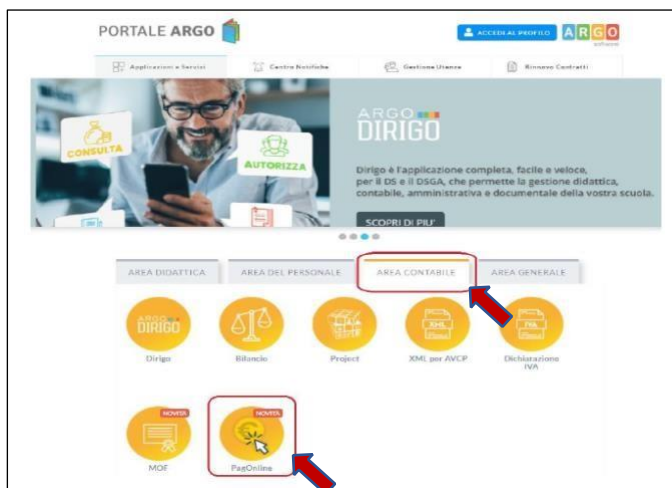 PORTALE ARGO
ACCEDI AL PROFILO
ARGO
software
Applicazioni e Servizi
Centro Notifiche
Gestione Utenze
Rinnovo Contratti
CONSULTA
AUTORIZZA
ARGO
DIRIGO
Dirigo è l'applicazione completa, facile e veloce,
per il DS e il DSGA, che permette la gestione didattica,
contabile, amministrativa e documentale della vostra scuola.
SCOPRI DI PIU'
AREA DIDATTICA
AREA DEL PERSONALE
AREA CONTABILE
AREA GENERALE
ARGO
DIRIGO
XML
IVA
Dirigo
Bilancio
Project
XML per AVCP
Dichiarazione
IVA
NOVITÀ
NOVITÀ
MOF
PagOnline